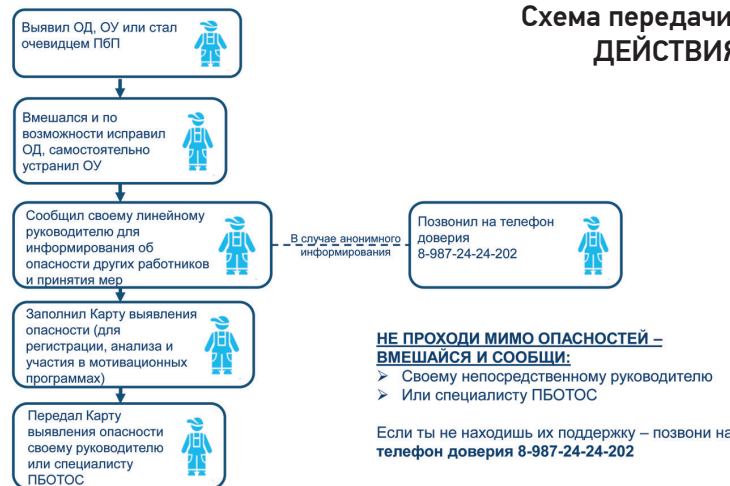 Схема передачи
ДЕЙСТВИЯ
Выявил ОД, ОУ или стал
очевидцем ПбП
Вмешался и по
возможности исправил
ОД, самостоятельно
устранил ОУ
Сообщил своему линейному
руководителю для
информирования об
опасности других работников
и принятия мер
В случае анонимного
информирования
Позвонил на телефон
доверия
8-987-24-24-202
Заполнил Карту выявления
опасности (для
регистрации, анализа и
участия в мотивационных
программах)
Передал Карту
выявления опасности
своему руководителю
или специалисту
ПБОТОС
НЕ ПРОХОДИ МИМО ОПАСНОСТЕЙ –
ВМЕШАЙСЯ И СООБЩИ:
➢ Своему непосредственному руководителю
➢ Или специалисту ПБОТОС
Если ты не находишь их поддержку – позвони на
телефон доверия 8-987-24-24-202